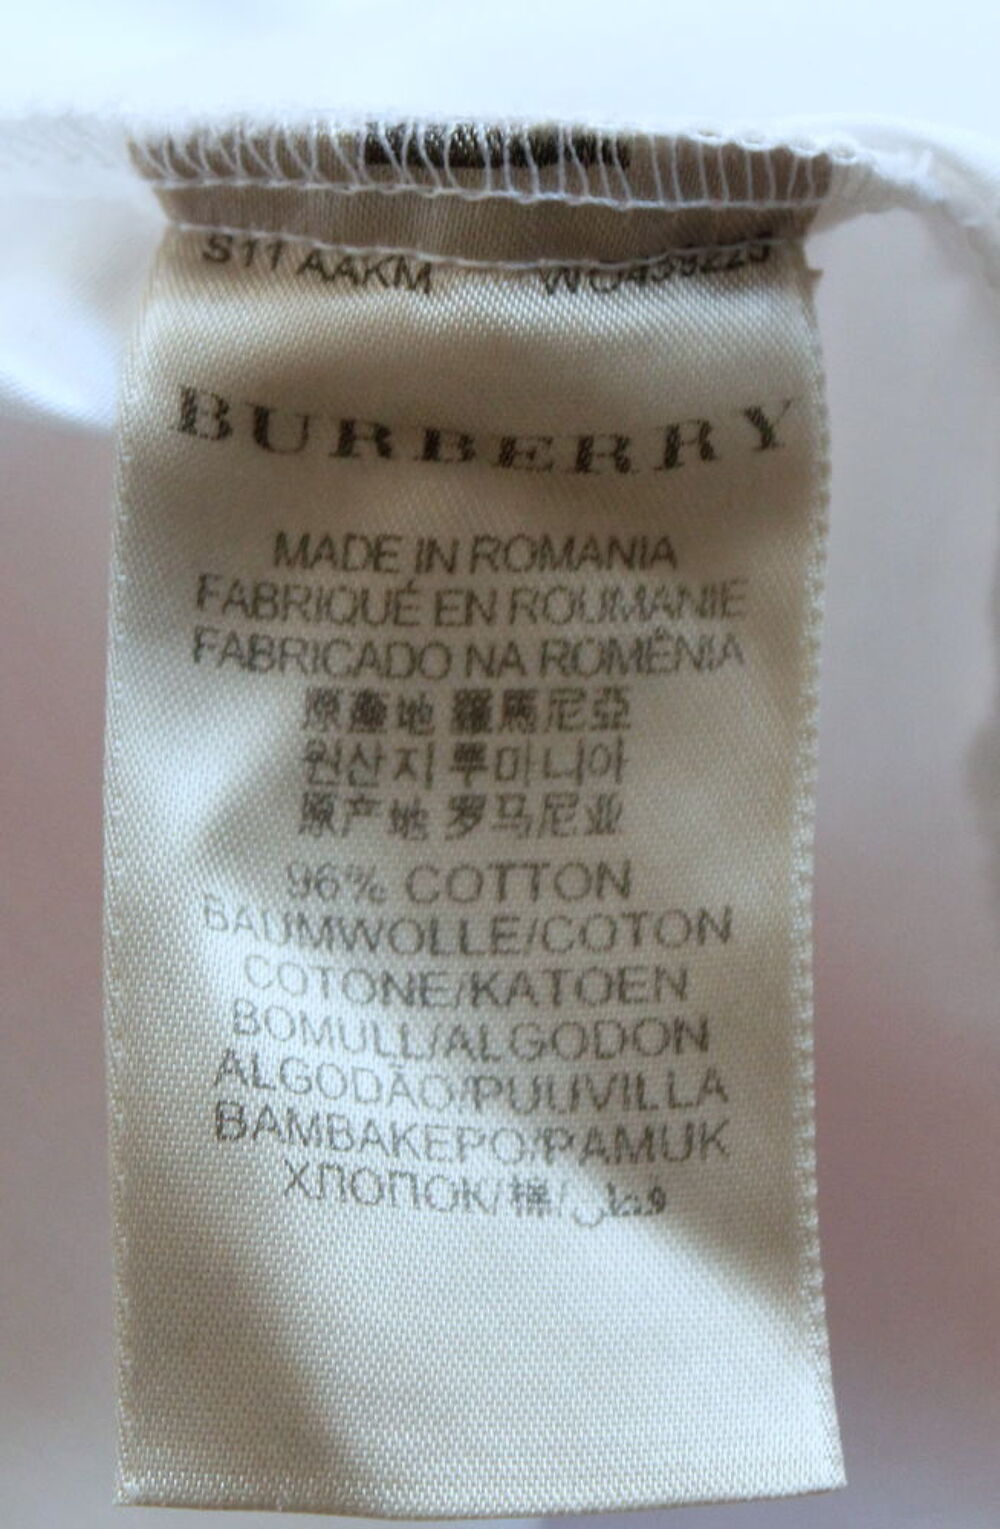 S11 AAKM
BURBERRY
MADE IN ROMANIA
FABRIQUÉ EN ROUMANIE
FABRICADO NA ROMÊNIA
原產地 羅馬尼亞
원산지 루마니아
原产地 罗马尼亚
96% COTTON
BAUMWOLLE/COTON
COTONE/KATOEN
BOMULL/ALGODON
ALGODÃO/PUUVILLA
BAMBAKEPO/PAMUK
ХЛОПОК/棉/قطن